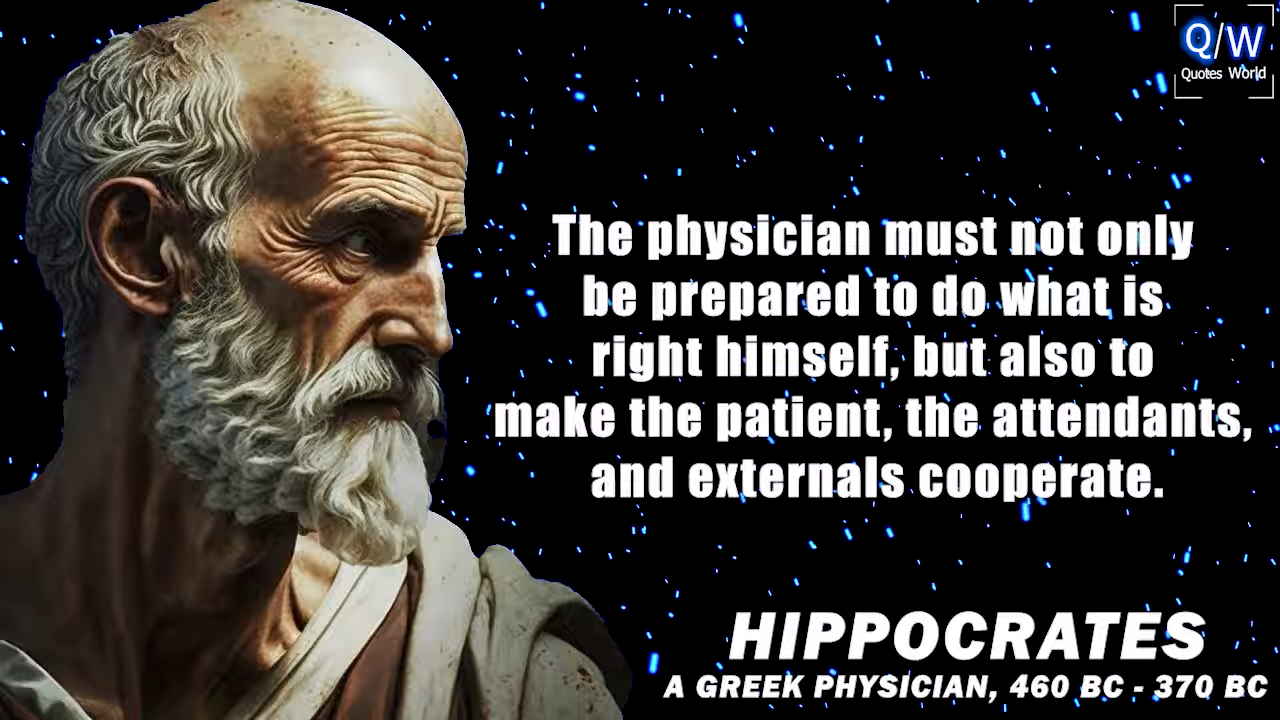 Q/W
Quotes World
The physician must not only
be prepared to do what is
right himself, but also to
make the patient, the attendants,
and externals cooperate.
HIPPOCRATES
A GREEK PHYSICIAN, 460 BC - 370 BC